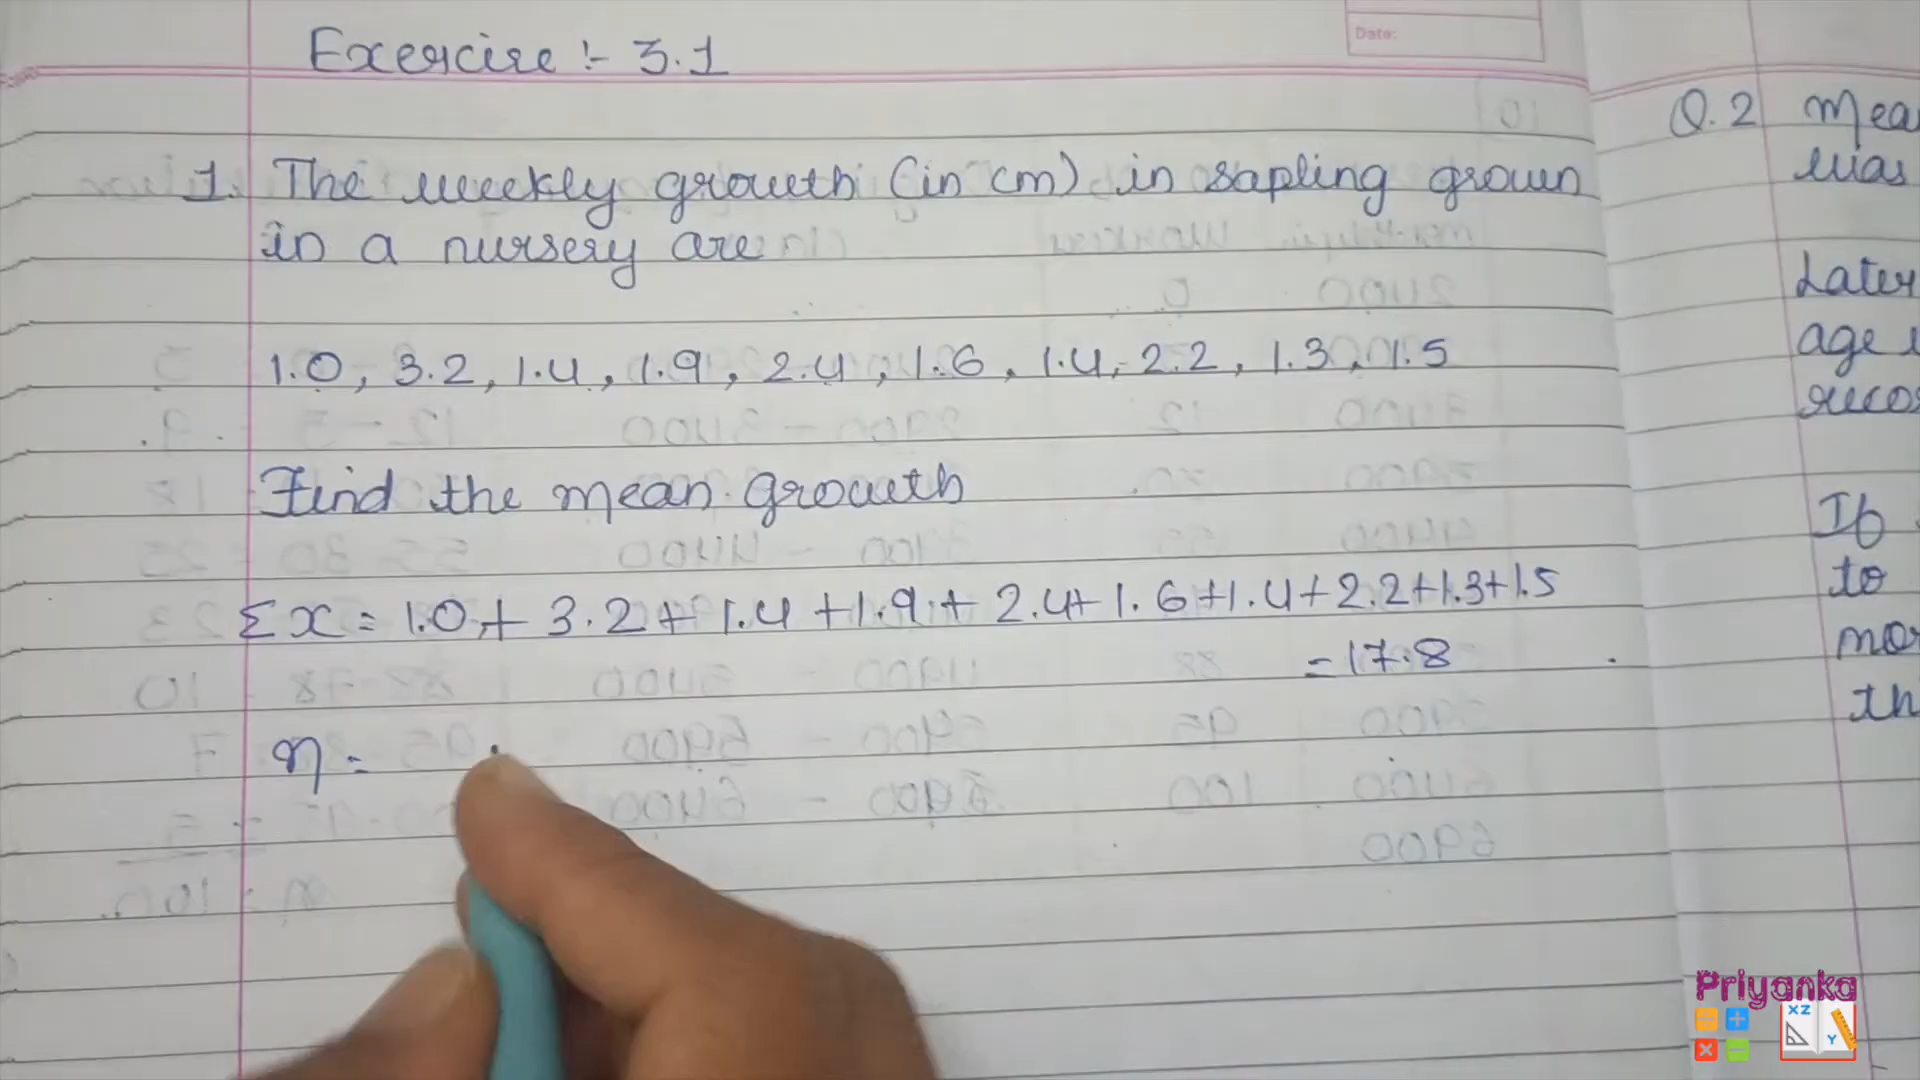 Exercise :- 3.1
Date:
1. The weekly growth (in cm) in sapling grown
in a nursery are
1.0, 3.2, 1.4, 1.9, 2.4, 1.6, 1.4, 2.2, 1.3, 1.5
Find the mean growth
Σx = 1.0 + 3.2 + 1.4 + 1.9 + 2.4 + 1.6 + 1.4 + 2.2 + 1.3 + 1.5
= 17.8
n =
Q.2
was
Later
age
If
to
Priyanka
XZ
Y